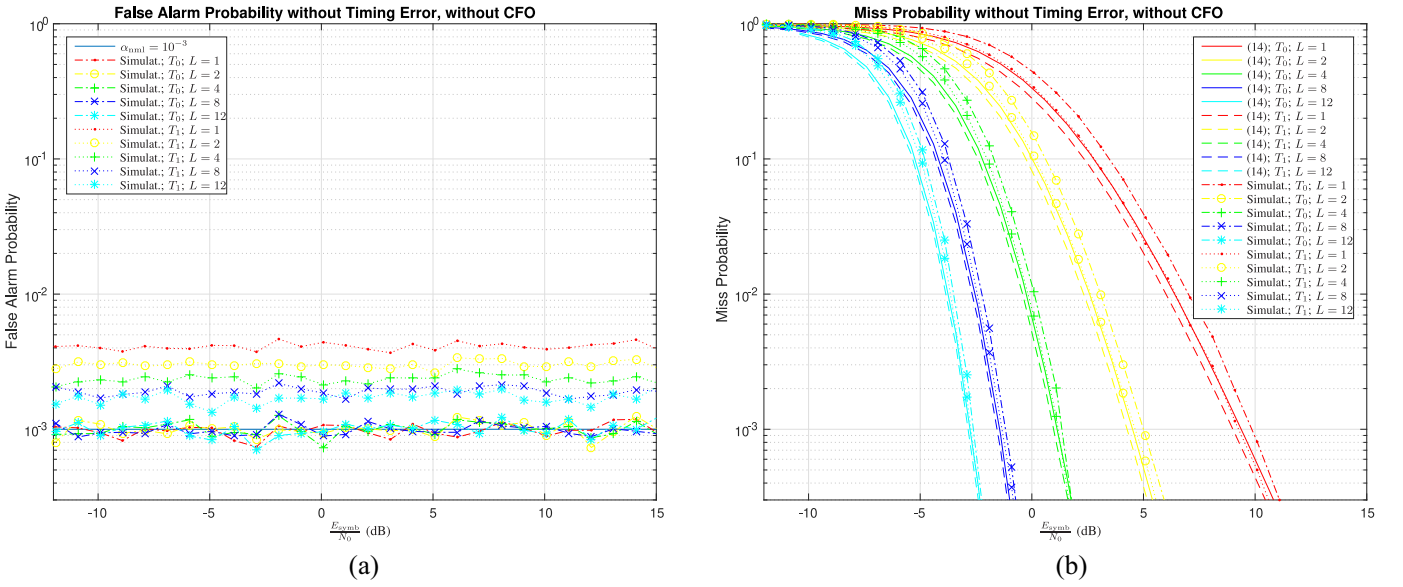 False Alarm Probability without Timing Error, without CFO
False Alarm Probability
10^0
10^{-1}
10^{-2}
10^{-3}
α_nml = 10^{-3}
Simulat.; T_0; L = 1
Simulat.; T_0; L = 2
Simulat.; T_0; L = 4
Simulat.; T_0; L = 8
Simulat.; T_0; L = 12
Simulat.; T_1; L = 1
Simulat.; T_1; L = 2
Simulat.; T_1; L = 4
Simulat.; T_1; L = 8
Simulat.; T_1; L = 12
-10 -5 0 5 10 15
E_symb/N_0 (dB)
(a)
Miss Probability without Timing Error, without CFO
Miss Probability
10^0
10^{-1}
10^{-2}
10^{-3}
(14); T_0; L = 1
(14); T_0; L = 2
(14); T_0; L = 4
(14); T_0; L = 8
(14); T_0; L = 12
(14); T_1; L = 1
(14); T_1; L = 2
(14); T_1; L = 4
(14); T_1; L = 8
(14); T_1; L = 12
Simulat.; T_0; L = 1
Simulat.; T_0; L = 2
Simulat.; T_0; L = 4
Simulat.; T_0; L = 8
Simulat.; T_0; L = 12
Simulat.; T_1; L = 1
Simulat.; T_1; L = 2
Simulat.; T_1; L = 4
Simulat.; T_1; L = 8
Simulat.; T_1; L = 12
-10 -5 0 5 10 15
E_symb/N_0 (dB)
(b)